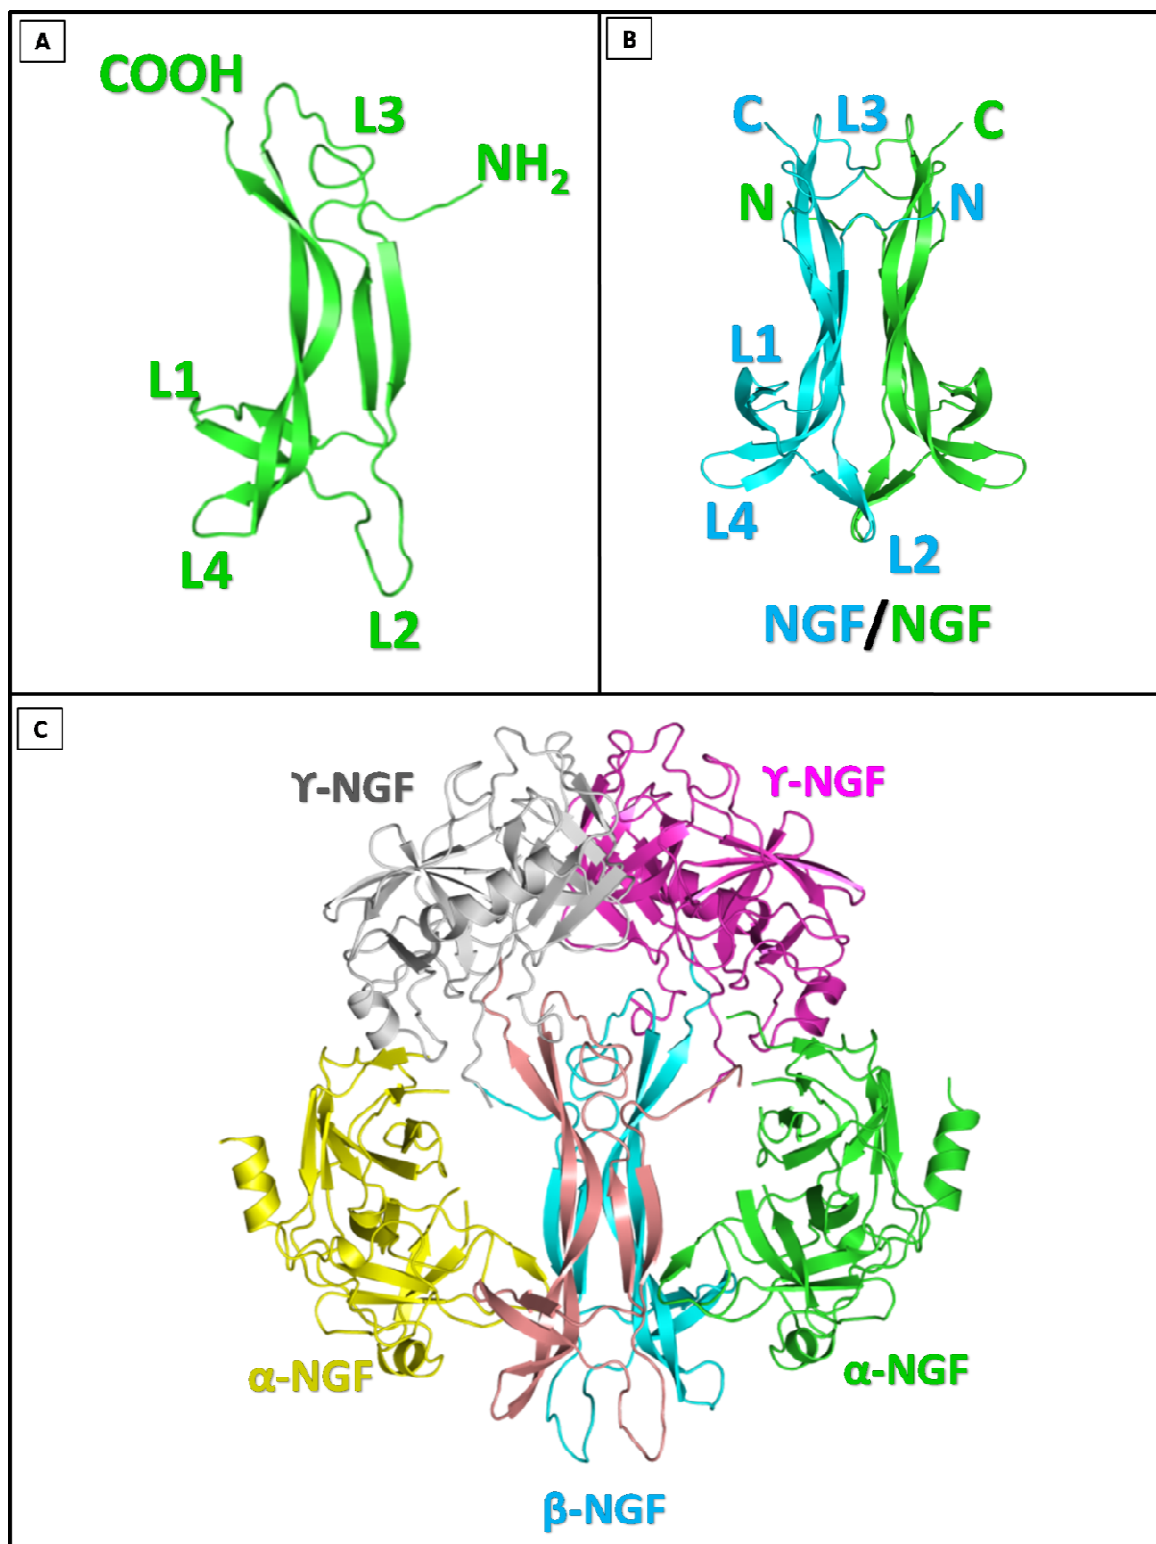 A
COOH
L3
NH₂
L1
L4
L2
B
C
L3
C
N
N
L1
L4
L2
NGF/NGF
C
ϒ-NGF
ϒ-NGF
α-NGF
α-NGF
β-NGF